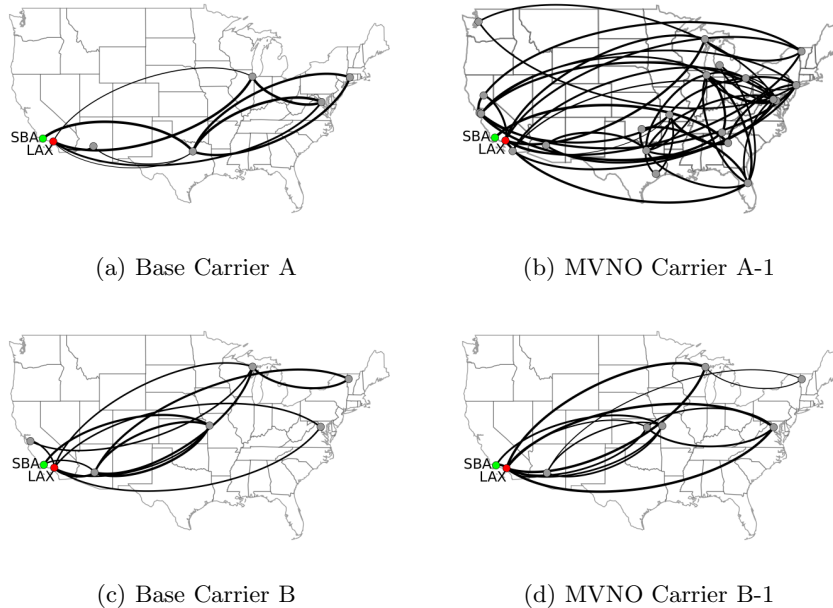 SBA
LAX
SBA
LAX
(a) Base Carrier A
(b) MVNO Carrier A-1
SBA
LAX
SBA
LAX
(c) Base Carrier B
(d) MVNO Carrier B-1